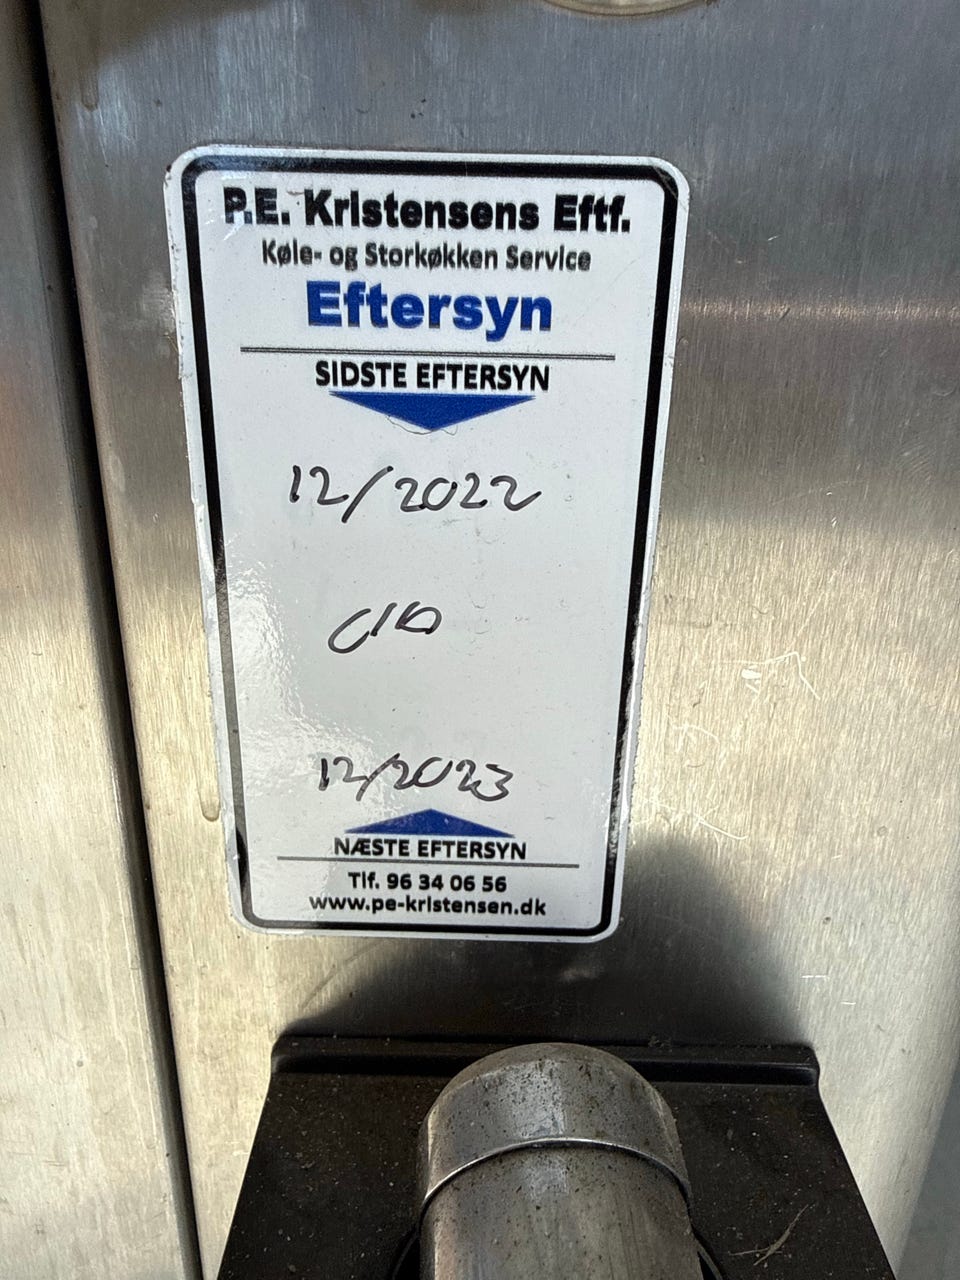 P.E. Kristensens Eftf.
Køle- og Storkøkken Service
Eftersyn
SIDSTE EFTERSYN
12/2022
12/2023
NÆSTE EFTERSYN
Tlf. 96 34 06 56
www.pe-kristensen.dk